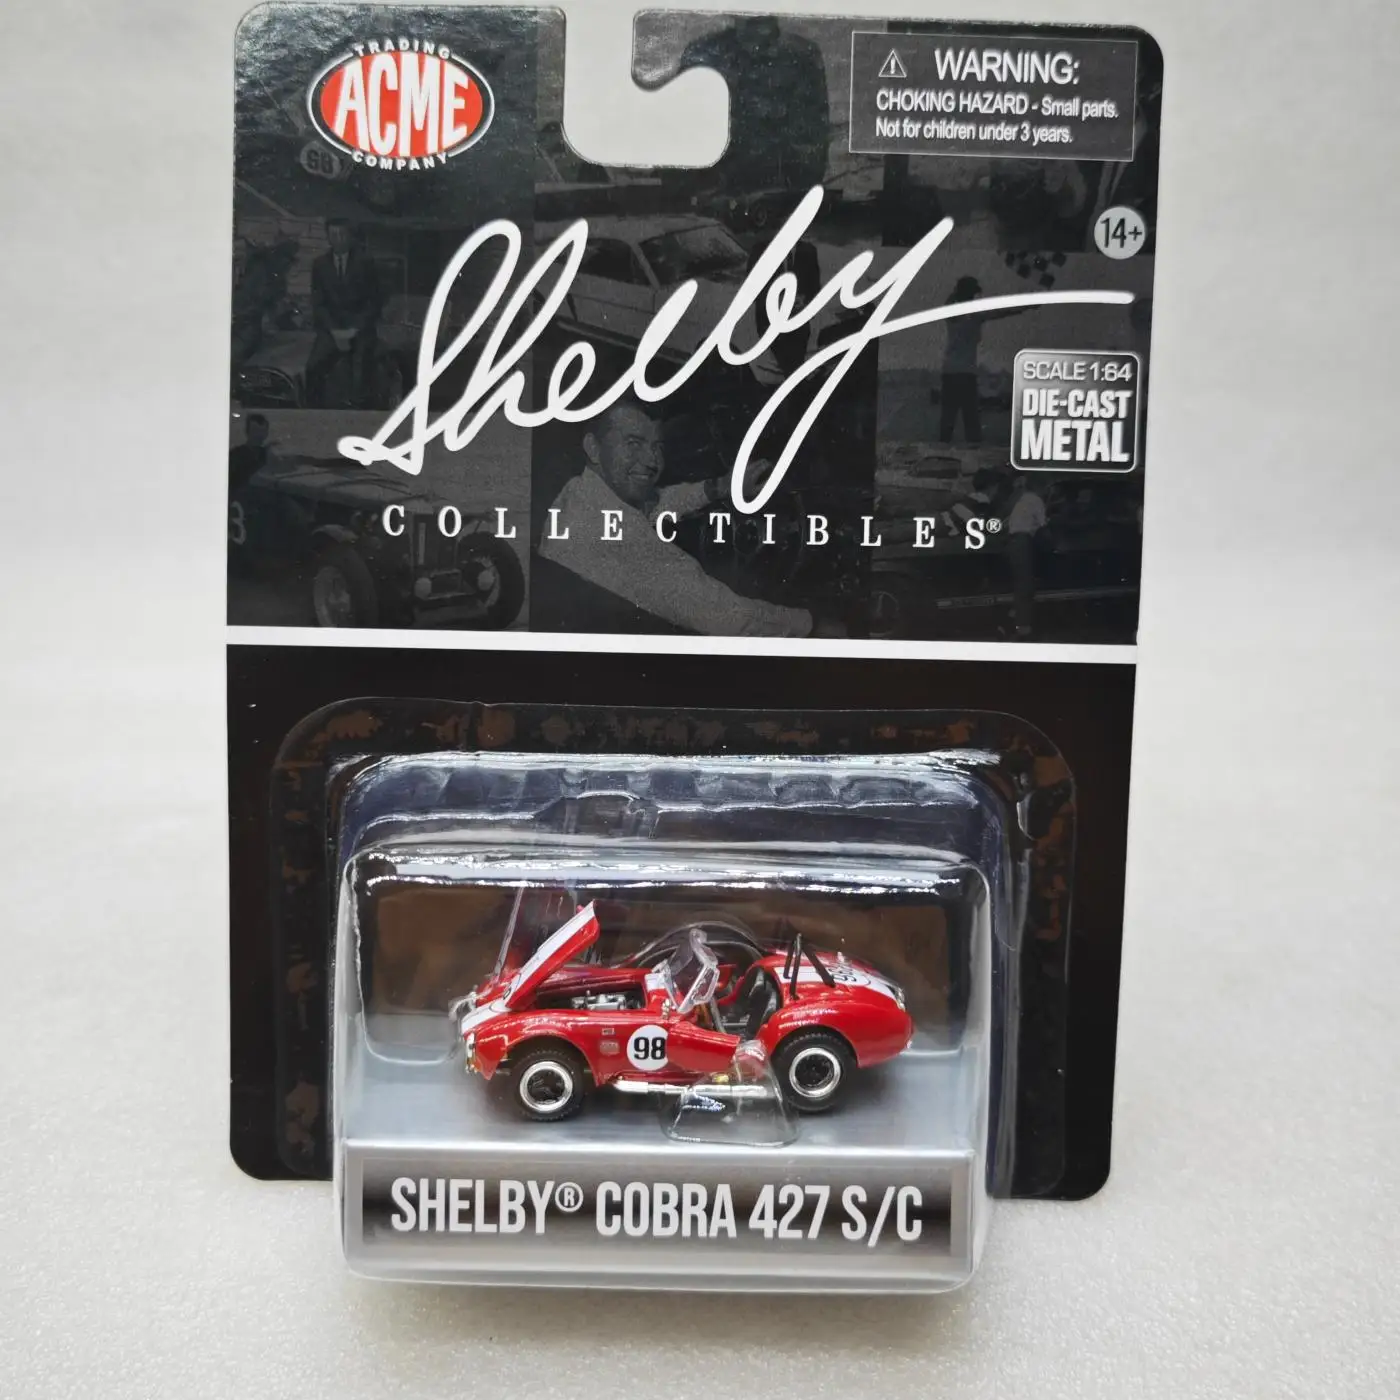 TRADING
ACME
COMPANY
WARNING:
CHOKING HAZARD - Small parts.
Not for children under 3 years.
14+
Shelby
SCALE 1:64
DIE-CAST
METAL
COLLECTIBLES®
98
SHELBY® COBRA 427 S/C